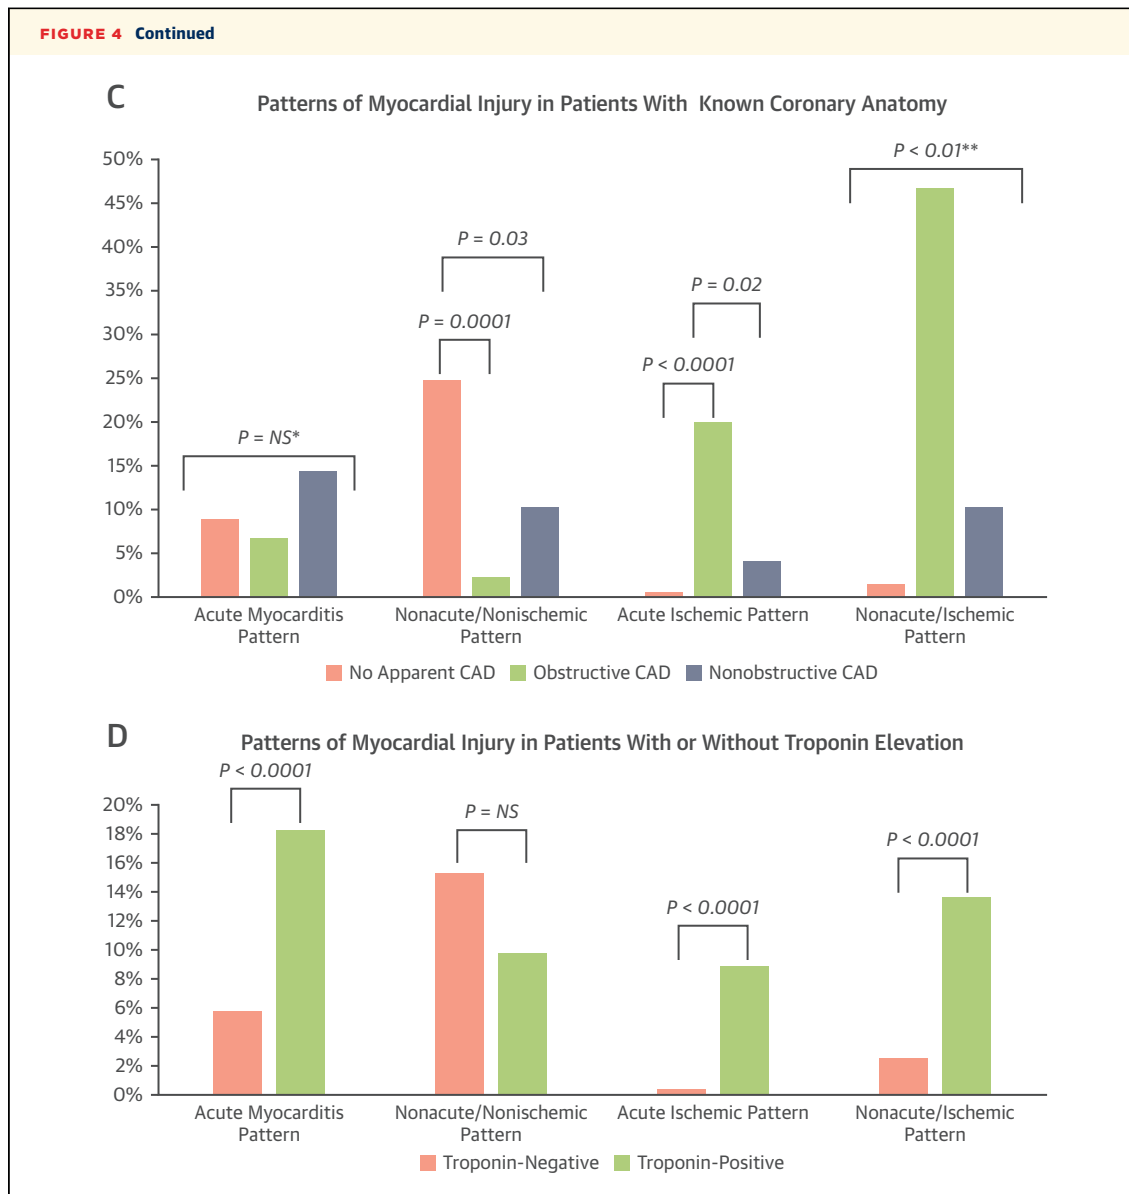 FIGURE 4 Continued
C
Patterns of Myocardial Injury in Patients With Known Coronary Anatomy
50%
45%
40%
35%
30%
25%
20%
15%
10%
5%
0%
P = NS*
P = 0.03
P = 0.0001
P = 0.02
P < 0.0001
P < 0.01**
Acute Myocarditis
Pattern
Nonacute/Nonischemic
Pattern
Acute Ischemic Pattern
Nonacute/Ischemic
Pattern
No Apparent CAD Obstructive CAD Nonobstructive CAD
D
Patterns of Myocardial Injury in Patients With or Without Troponin Elevation
20%
18%
16%
14%
12%
10%
8%
6%
4%
2%
0%
P < 0.0001
P = NS
P < 0.0001
P < 0.0001
Acute Myocarditis
Pattern
Nonacute/Nonischemic
Pattern
Acute Ischemic Pattern
Nonacute/Ischemic
Pattern
Troponin-Negative Troponin-Positive